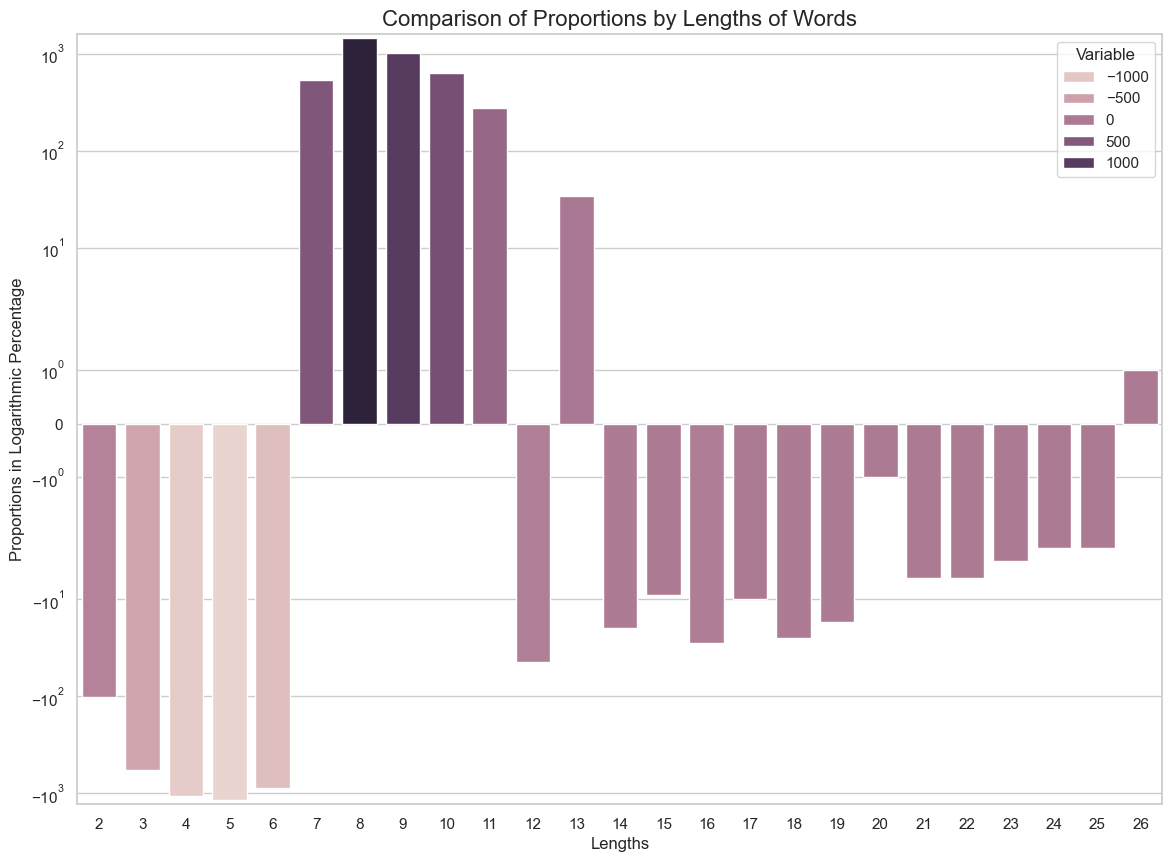 Comparison of Proportions by Lengths of Words
Proportions in Logarithmic Percentage
10³
10²
10¹
10⁰
0
−10⁰
−10¹
−10²
−10³
Variable
−1000
−500
0
500
1000
2 3 4 5 6 7 8 9 10 11 12 13 14 15 16 17 18 19 20 21 22 23 24 25 26
Lengths